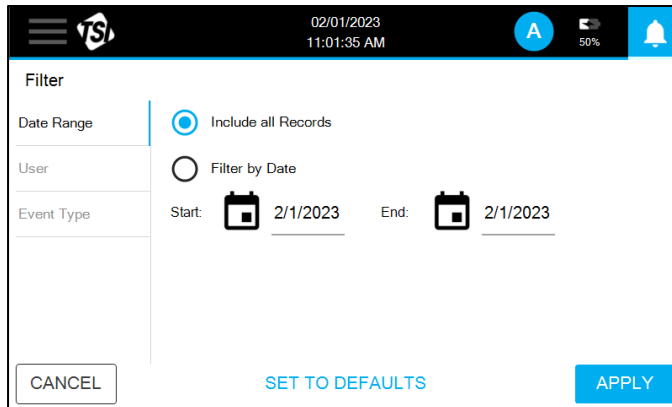 TSI
02/01/2023
11:01:35 AM
A
50%
Filter
Date Range
Include all Records
User
Filter by Date
Event Type
Start:
2/1/2023
End:
2/1/2023
CANCEL
SET TO DEFAULTS
APPLY